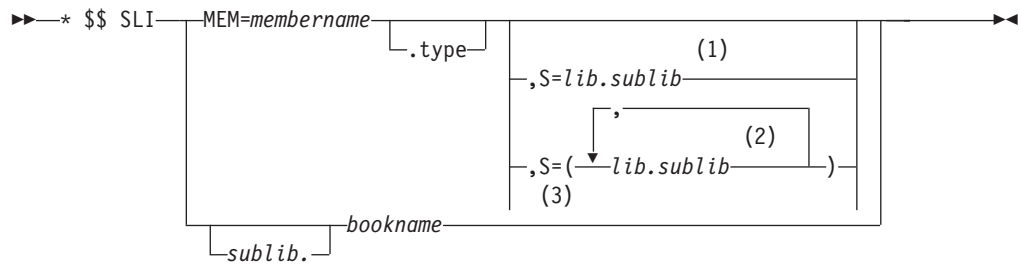 * $$ SLI MEM=membername
.type
(1)
,S=lib.sublib
,
(2)
,S=( lib.sublib )
(3)
bookname
sublib.